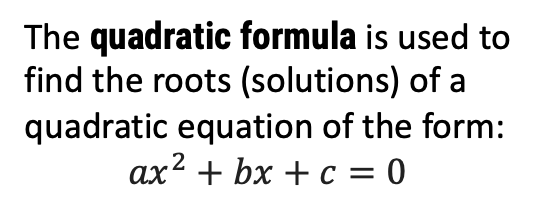 The quadratic formula is used to
find the roots (solutions) of a
quadratic equation of the form:
𝑎𝑥² + 𝑏𝑥 + 𝑐 = 0